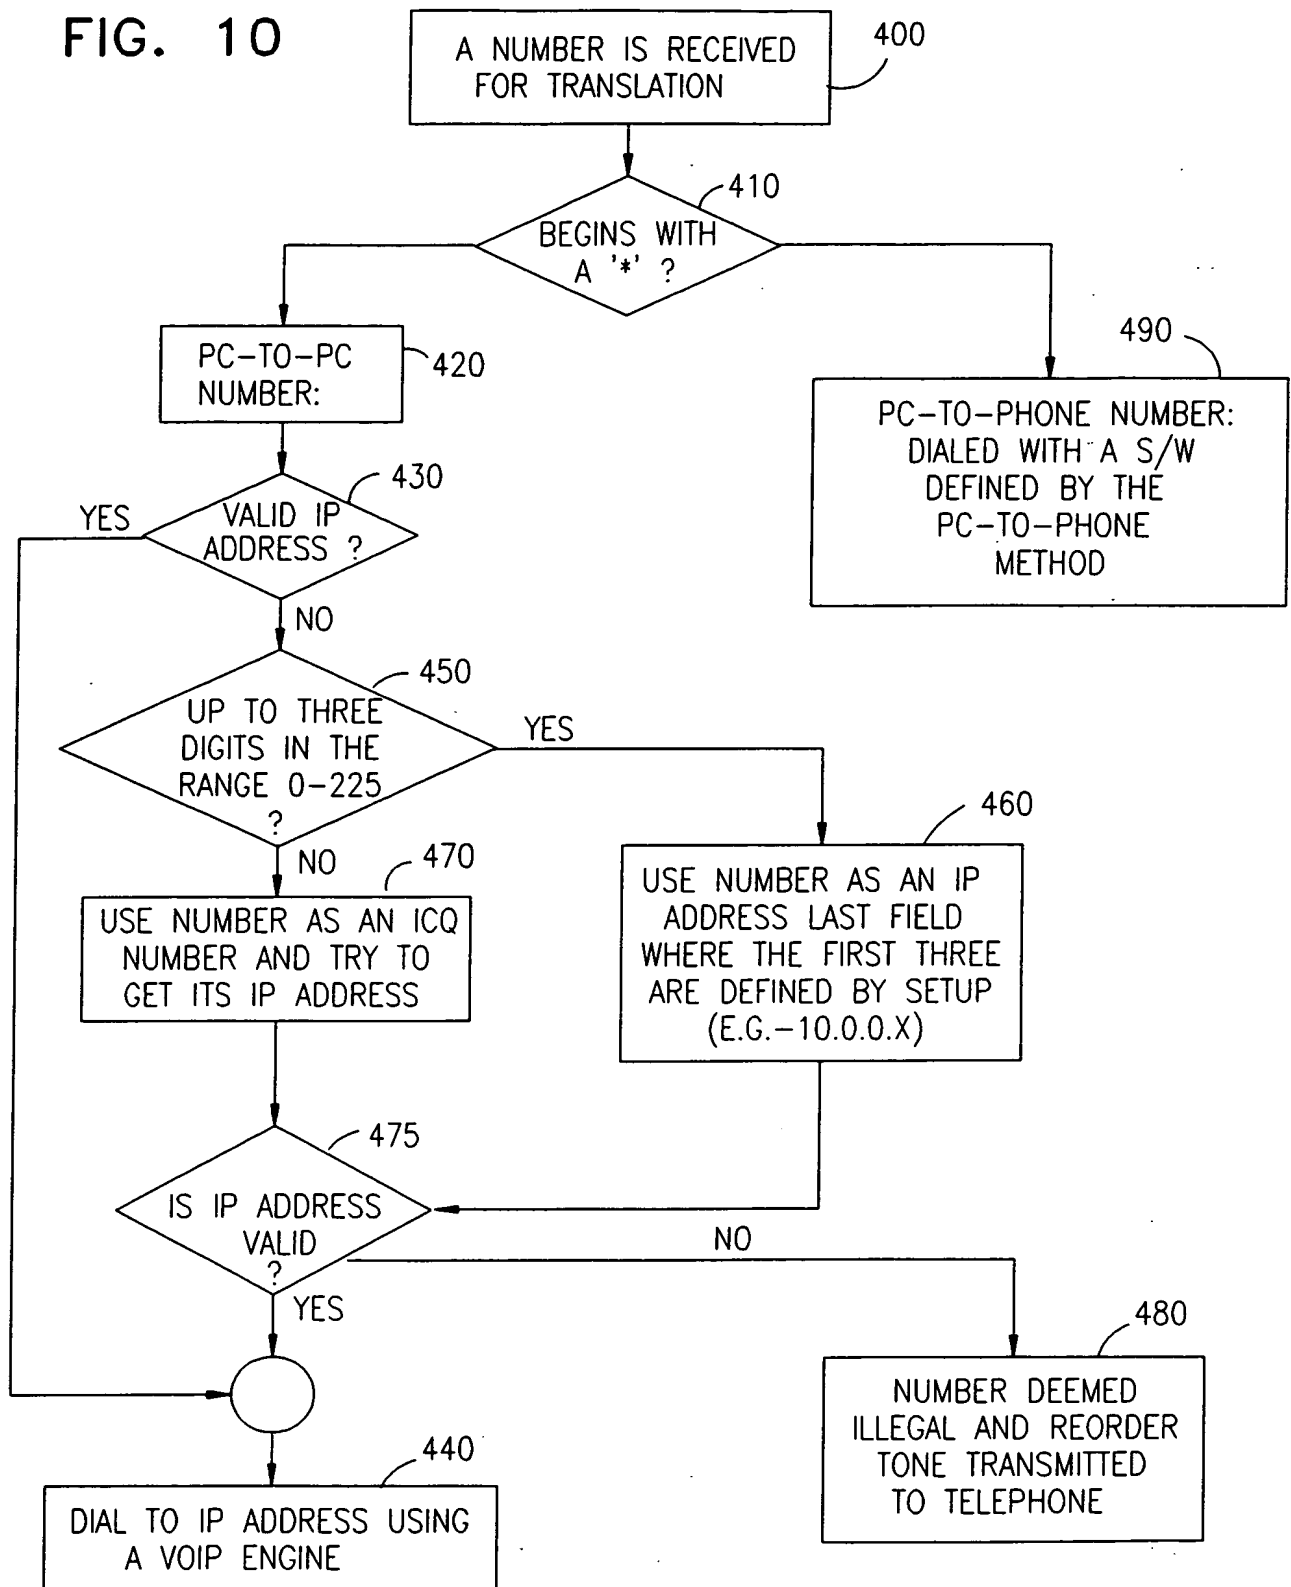 FIG. 10
A NUMBER IS RECEIVED
FOR TRANSLATION
400
410
BEGINS WITH
A '*' ?
PC-TO-PC
NUMBER:
420
490
PC-TO-PHONE NUMBER:
DIALED WITH A S/W
DEFINED BY THE
PC-TO-PHONE
METHOD
430
YES
VALID IP
ADDRESS ?
NO
450
UP TO THREE
DIGITS IN THE
RANGE 0-225
?
YES
NO
470
USE NUMBER AS AN ICQ
NUMBER AND TRY TO
GET ITS IP ADDRESS
460
USE NUMBER AS AN IP
ADDRESS LAST FIELD
WHERE THE FIRST THREE
ARE DEFINED BY SETUP
(E.G.-10.0.0.X)
475
IS IP ADDRESS
VALID
?
NO
YES
480
NUMBER DEEMED
ILLEGAL AND REORDER
TONE TRANSMITTED
TO TELEPHONE
440
DIAL TO IP ADDRESS USING
A VOIP ENGINE